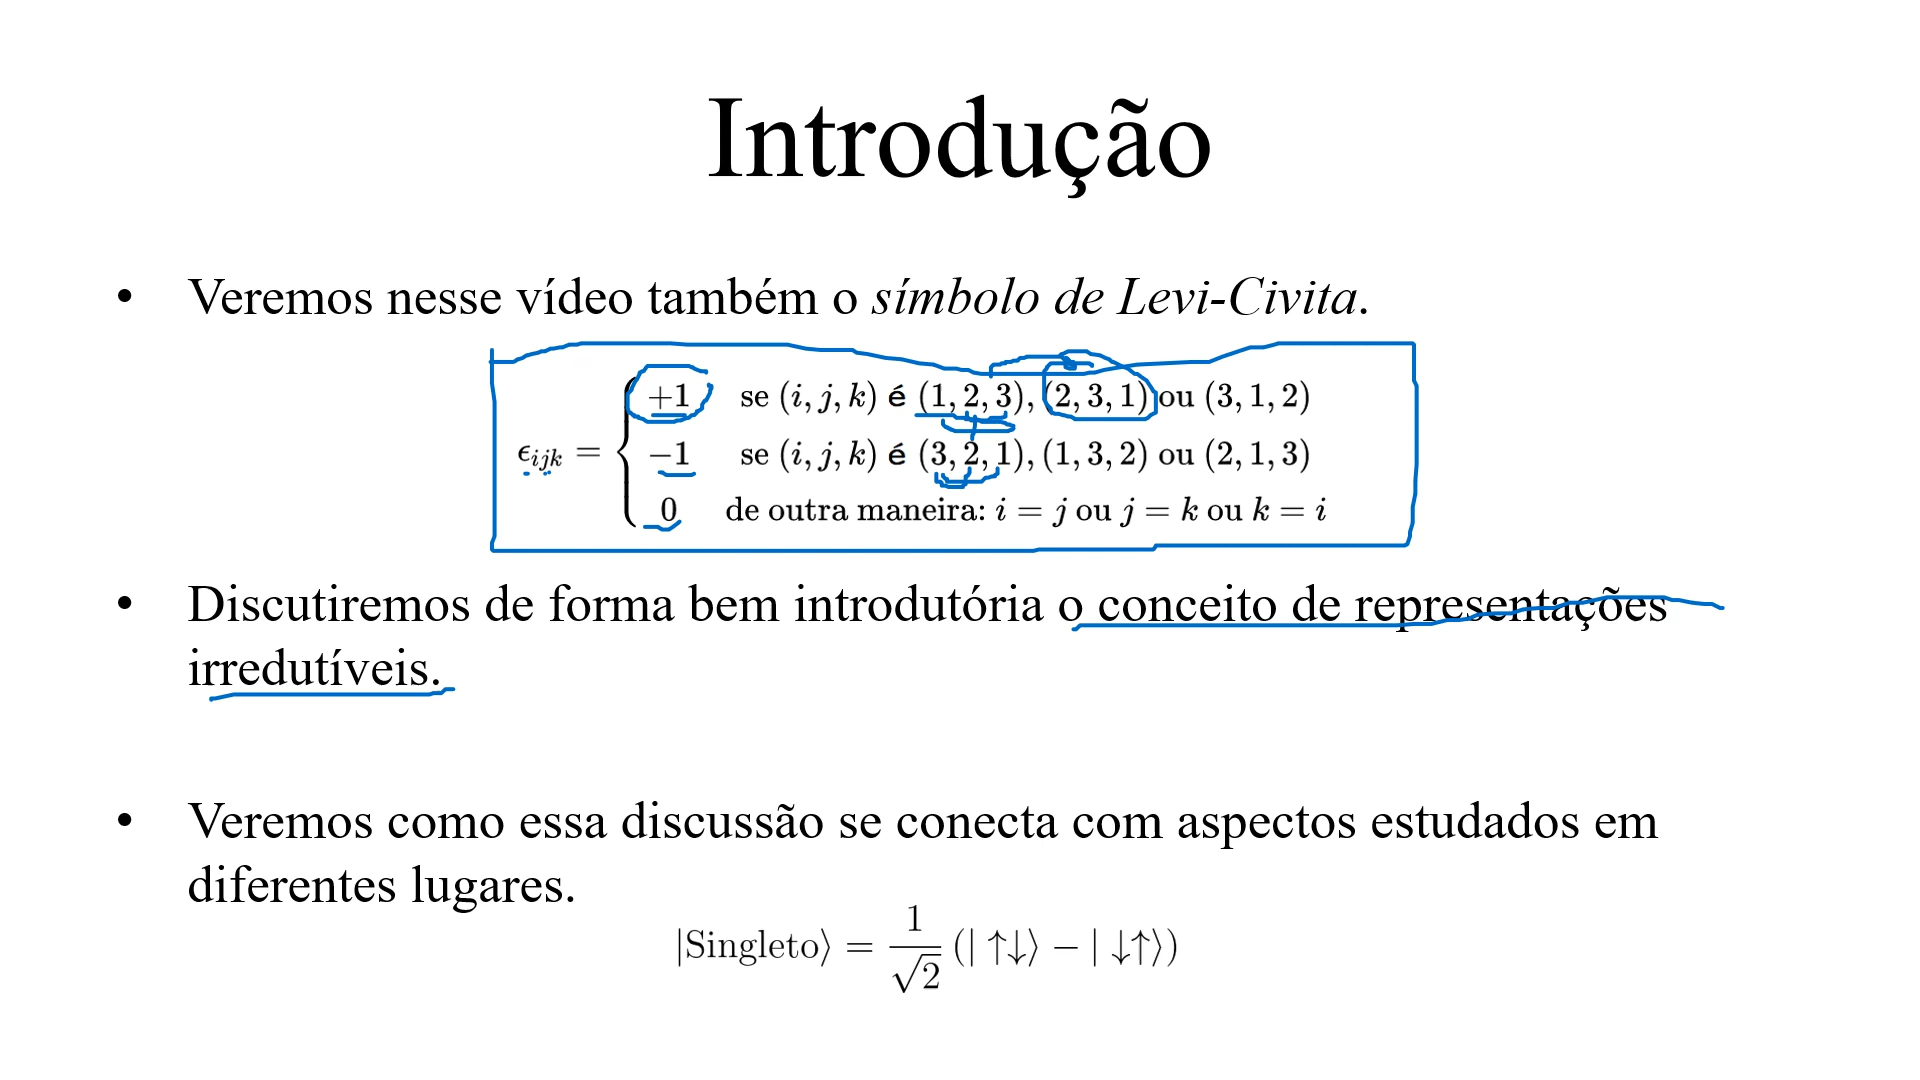 Introdução
• Veremos nesse vídeo também o símbolo de Levi-Civita.
+1 se (i, j, k) é (1, 2, 3), (2, 3, 1) ou (3, 1, 2)
ϵijk = { −1 se (i, j, k) é (3, 2, 1), (1, 3, 2) ou (2, 1, 3)
0 de outra maneira: i = j ou j = k ou k = i
• Discutiremos de forma bem introdutória o conceito de representações
irredutíveis.
• Veremos como essa discussão se conecta com aspectos estudados em
diferentes lugares.
|Singleto⟩ = 1/√2 (| ↑↓⟩ − | ↓↑⟩)